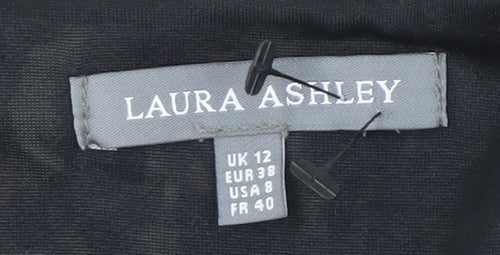 LAURA ASHLEY
UK 12
EUR 38
USA 8
FR 40